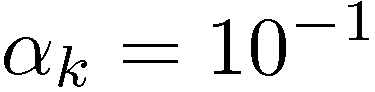 α_k = 10^{-1}